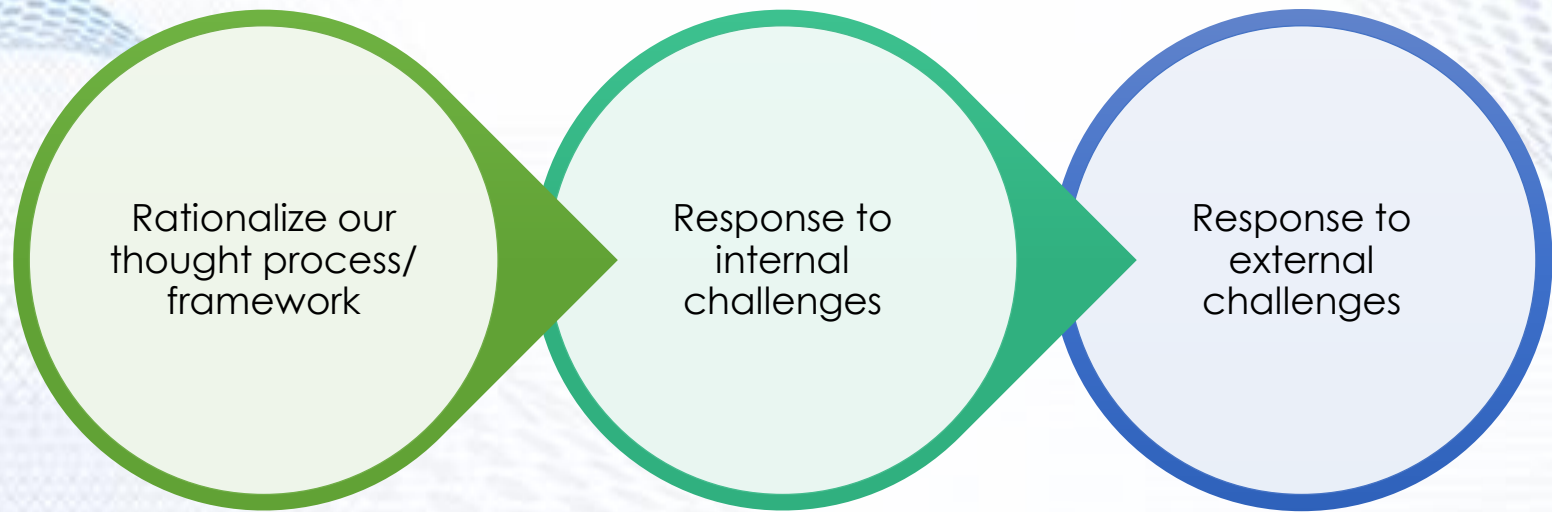 Rationalize our
thought process/
framework
Response to
internal
challenges
Response to
external
challenges